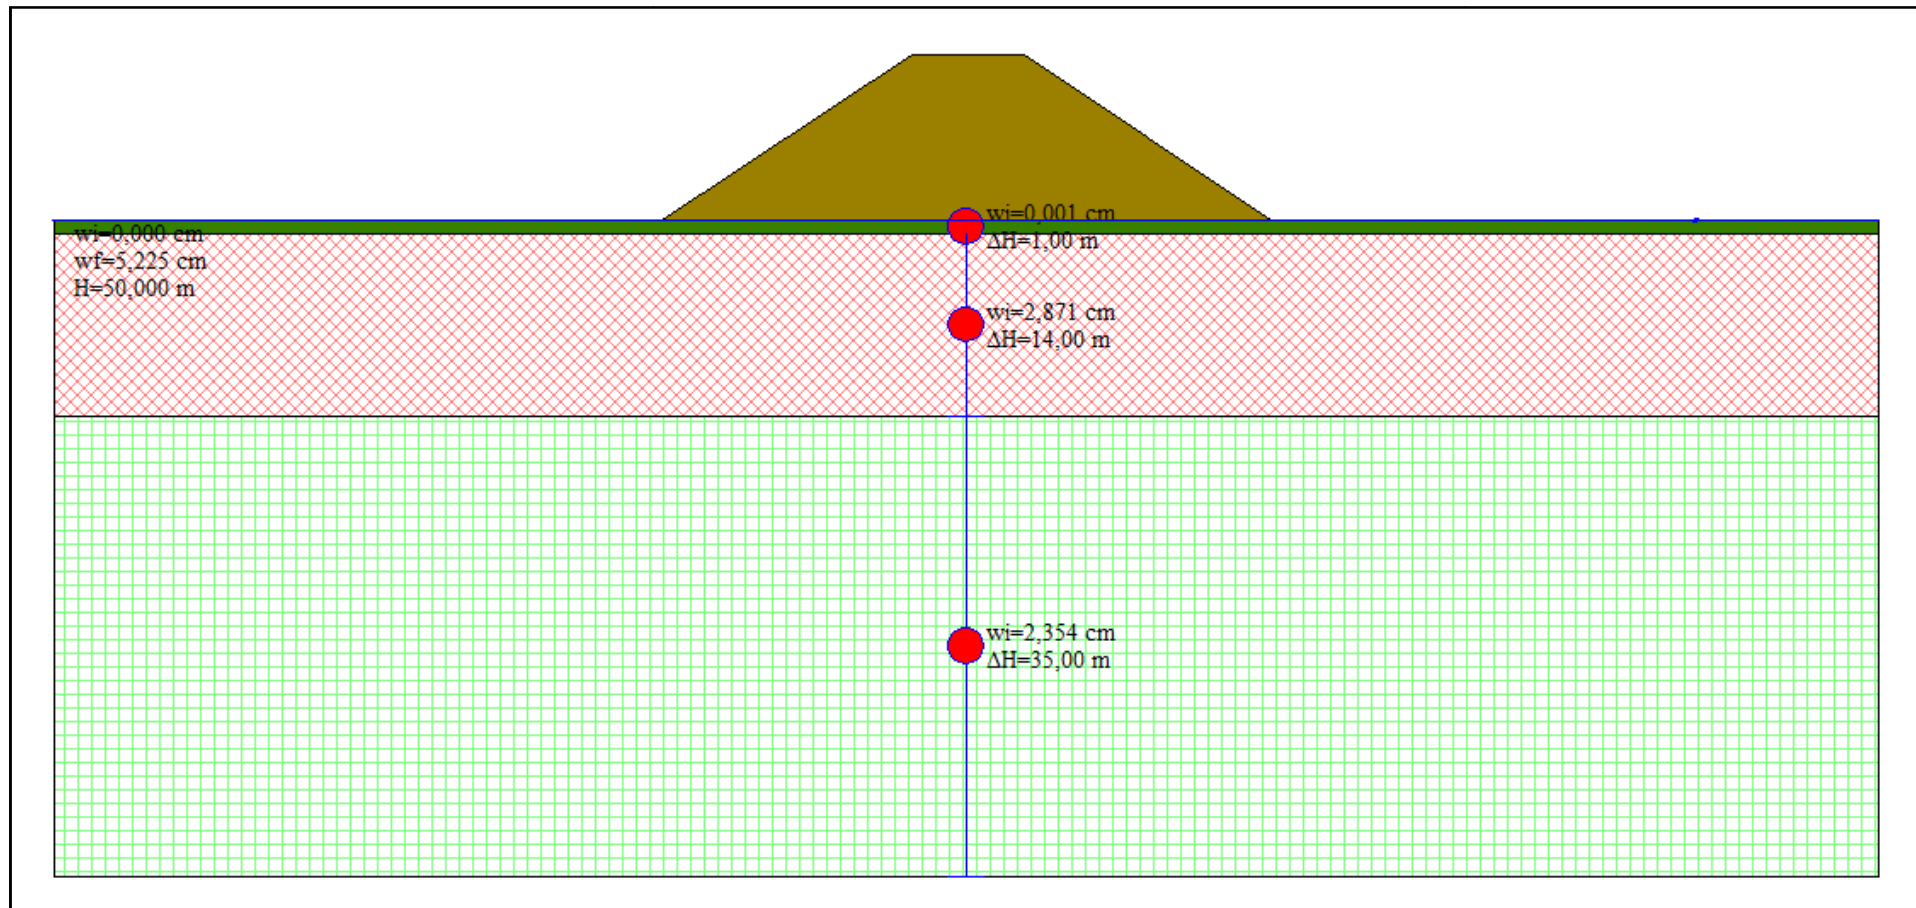 wi=0,001 cm
ΔH=1,00 m
wi=0,000 cm
wf=5,225 cm
H=50,000 m
wi=2,871 cm
ΔH=14,00 m
wi=2,354 cm
ΔH=35,00 m